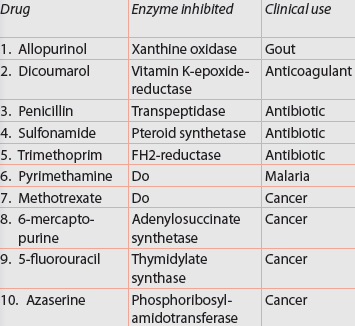 Drug Enzyme inhibited Clinical use
1. Allopurinol Xanthine oxidase Gout
2. Dicoumarol Vitamin K-epoxide- Anticoagulant
reductase
3. Penicillin Transpeptidase Antibiotic
4. Sulfonamide Pteroid synthetase Antibiotic
5. Trimethoprim FH2-reductase Antibiotic
6. Pyrimethamine Do Malaria
7. Methotrexate Do Cancer
8. 6-mercapto- Adenylosuccinate Cancer
purine synthetase
9. 5-fluorouracil Thymidylate Cancer
synthase
10. Azaserine Phosphoribosyl- Cancer
amidotransferase